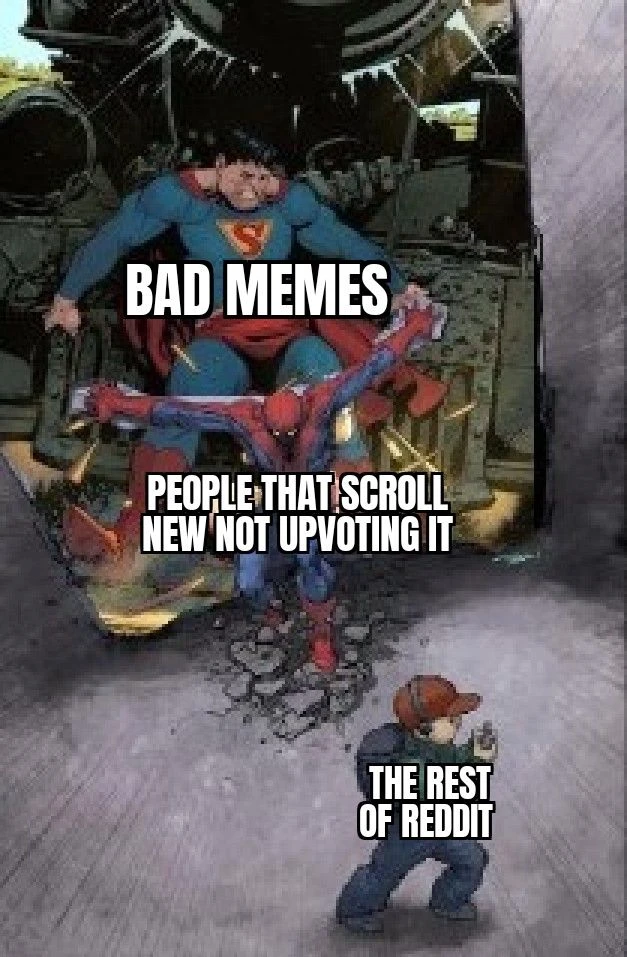 S
BAD MEMES
PEOPLE THAT SCROLL
NEW NOT UPVOTING IT
THE REST
OF REDDIT